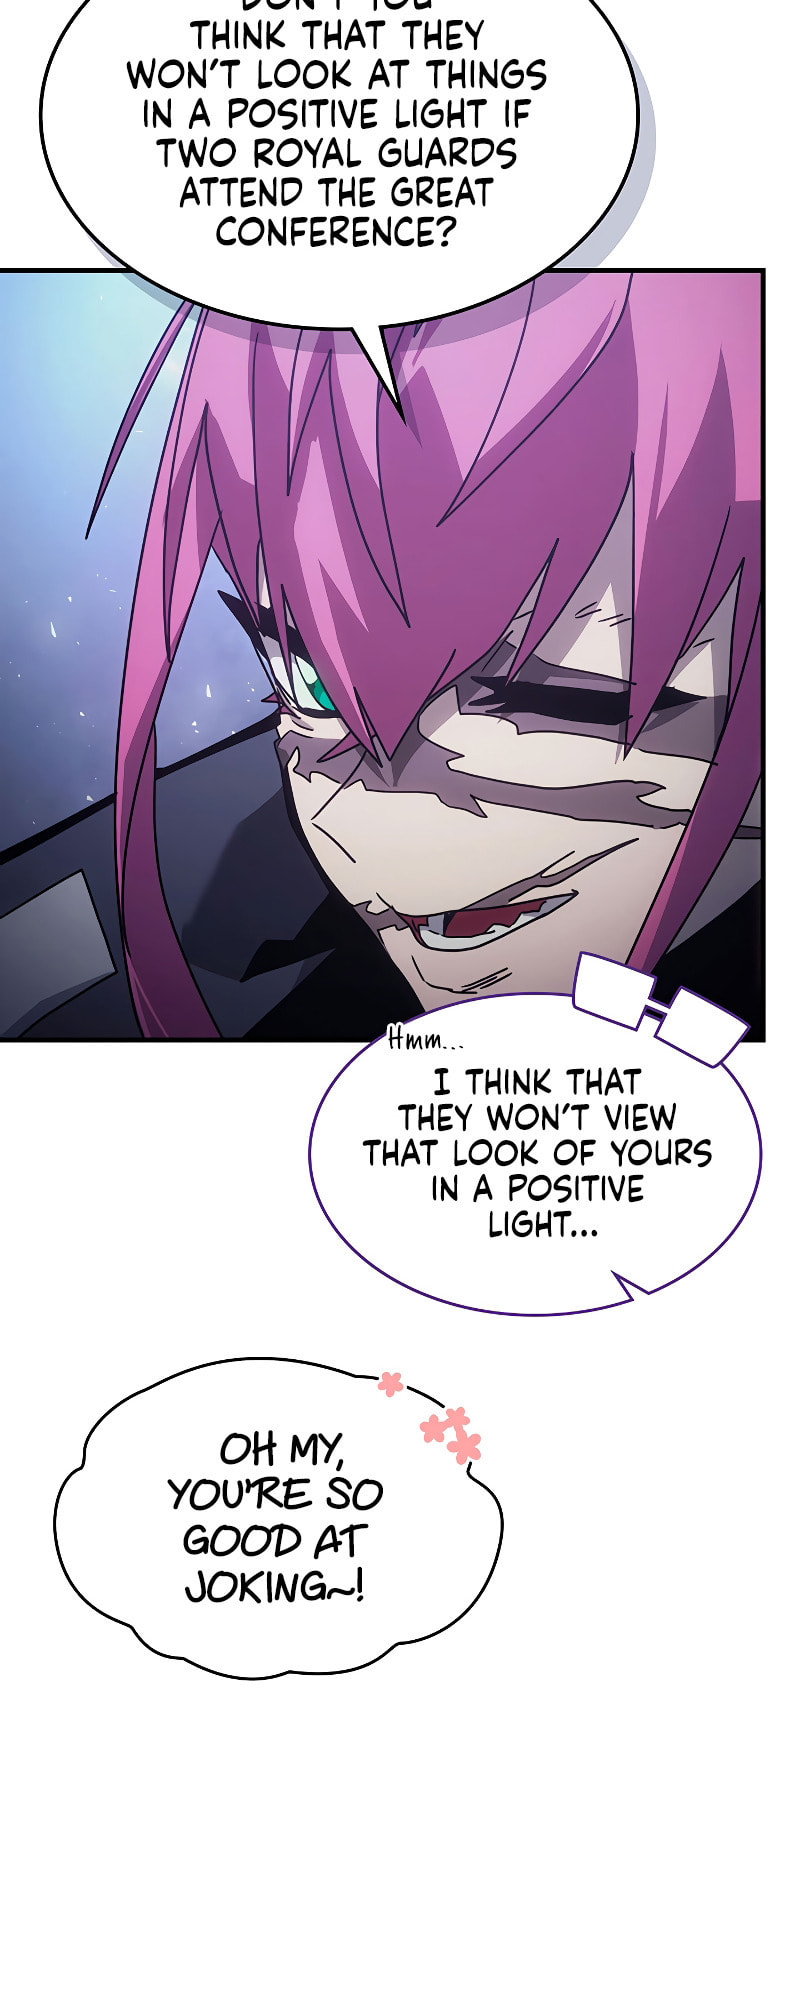 DON'T YOU
THINK THAT THEY
WON'T LOOK AT THINGS
IN A POSITIVE LIGHT IF
TWO ROYAL GUARDS
ATTEND THE GREAT
CONFERENCE?
Hmm...
I THINK THAT
THEY WON'T VIEW
THAT LOOK OF YOURS
IN A POSITIVE
LIGHT...
OH MY,
YOU'RE SO
GOOD AT
JOKING~!